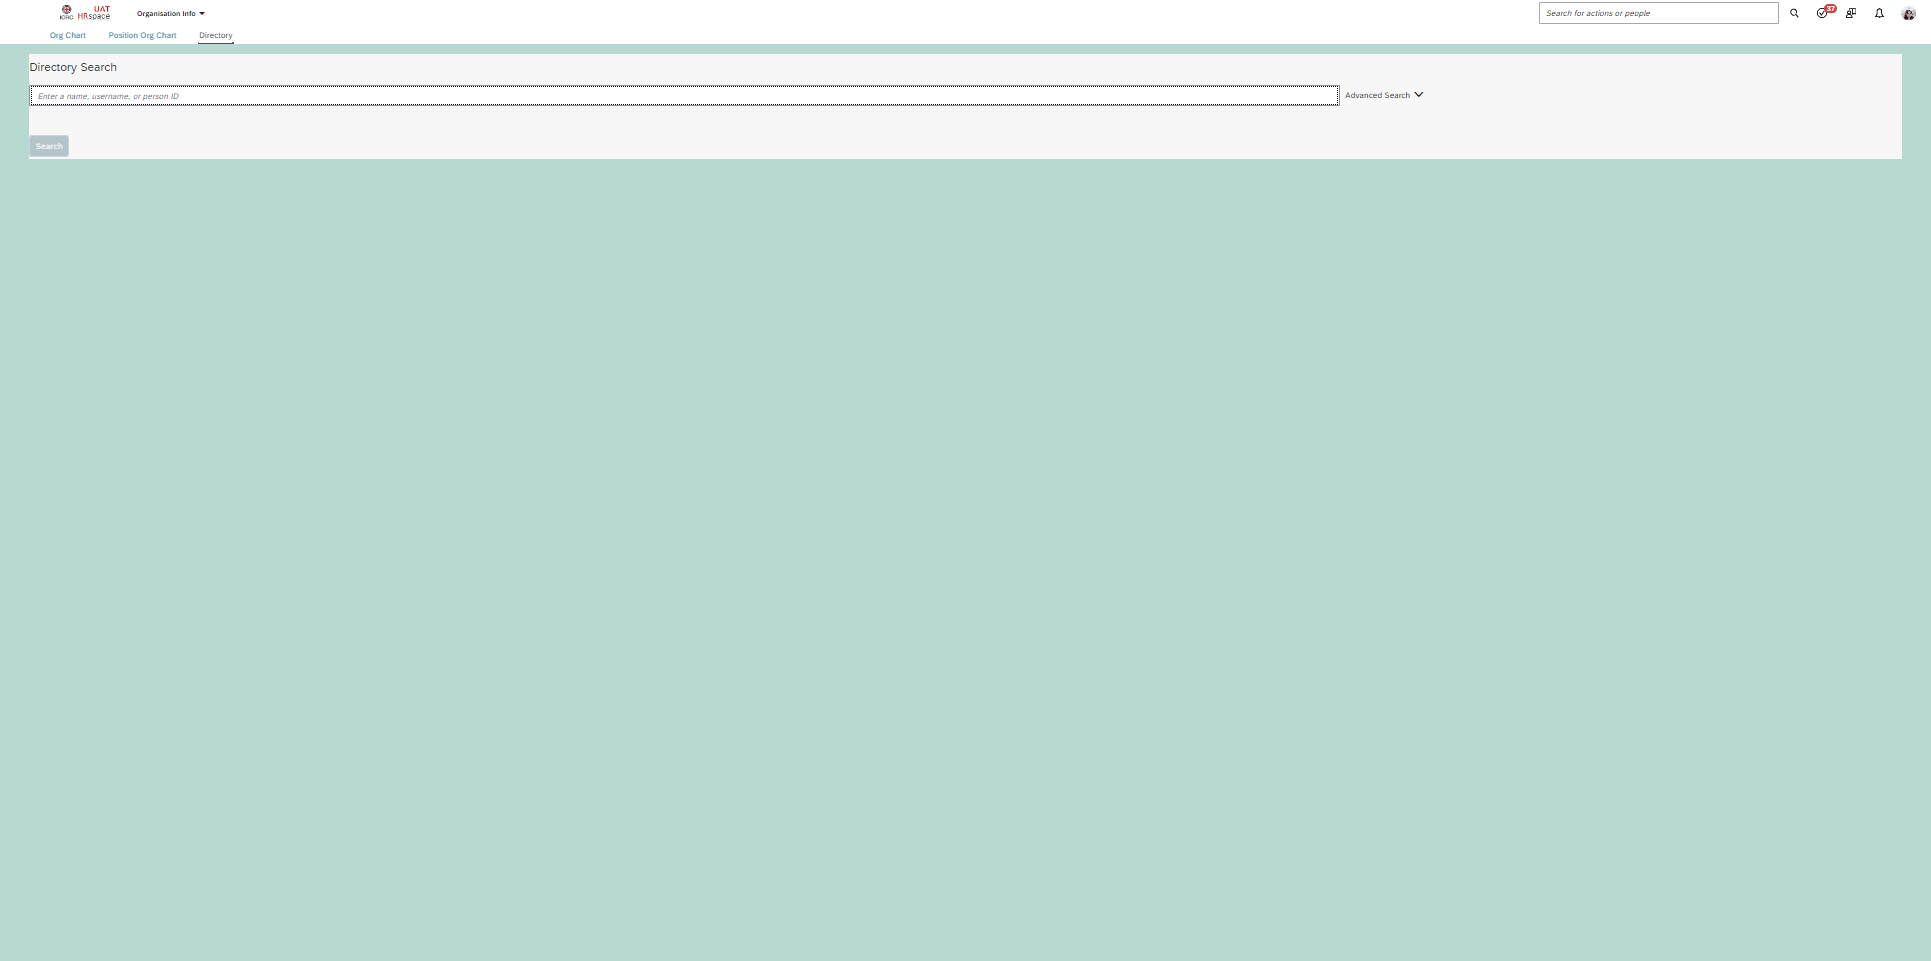 ICRC
UAT
HRspace
Organisation Info
Search for actions or people
37
Org Chart
Position Org Chart
Directory
Directory Search
Enter a name, username, or person ID
Advanced Search
Search